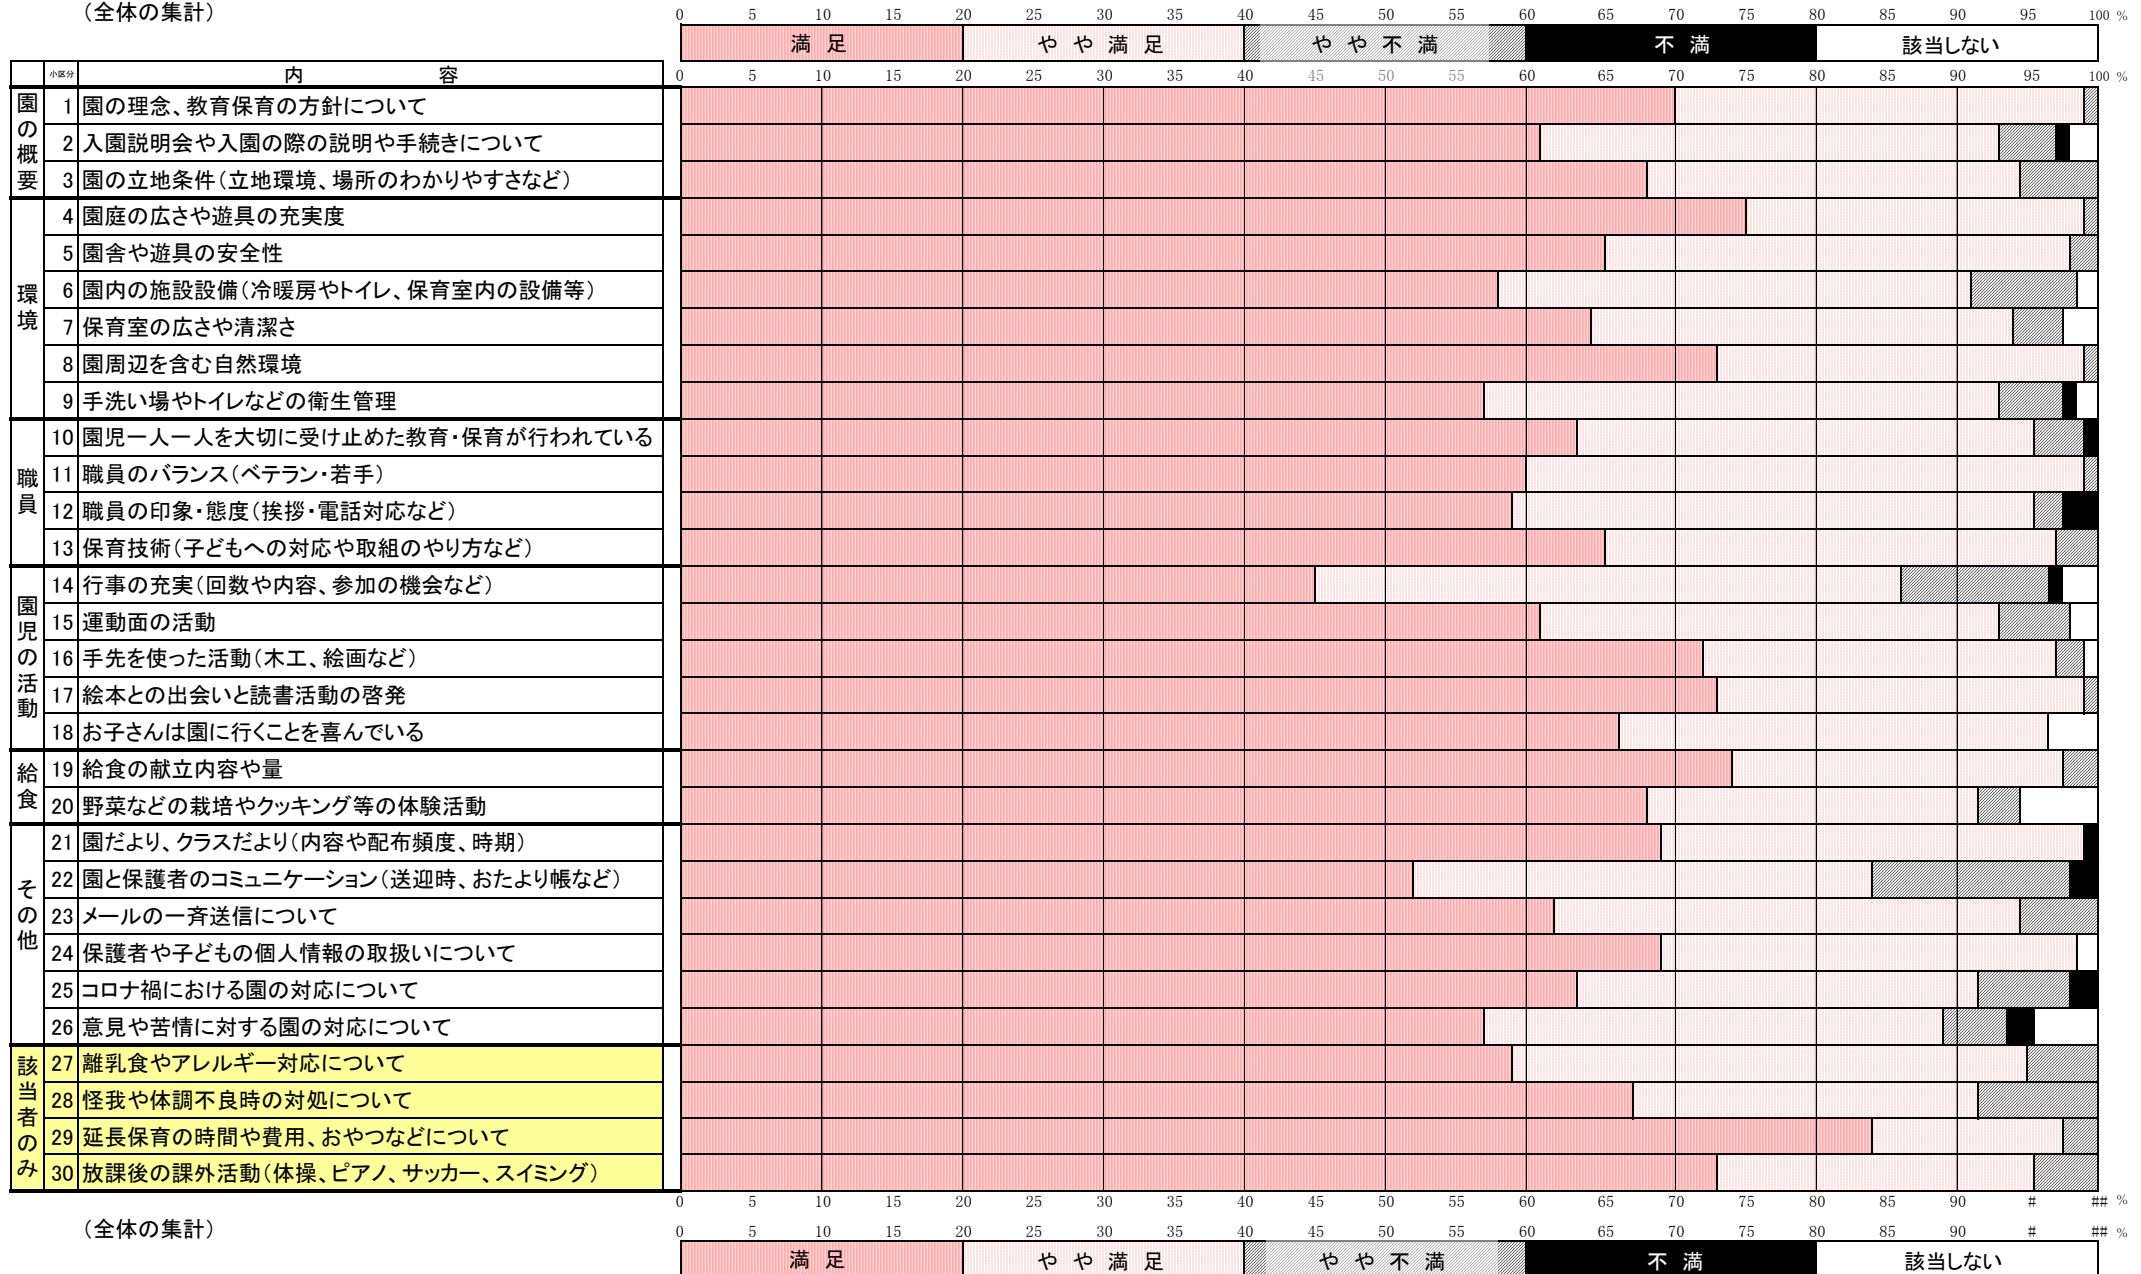 (全体の集計)
0 5 10 15 20 25 30 35 40 45 50 55 60 65 70 75 80 85 90 95 100 %
満足 やや満足 やや不満 不満 該当しない
小区分 内容 0 5 10 15 20 25 30 35 40 45 50 55 60 65 70 75 80 85 90 95 100 %
園の概要
1 園の理念、教育保育の方針について
2 入園説明会や入園の際の説明や手続きについて
3 園の立地条件(立地環境、場所のわかりやすさなど)
環境
4 園庭の広さや遊具の充実度
5 園舎や遊具の安全性
6 園内の施設設備(冷暖房やトイレ、保育室内の設備等)
7 保育室の広さや清潔さ
8 園周辺を含む自然環境
9 手洗い場やトイレなどの衛生管理
職員
10 園児一人一人を大切に受け止めた教育・保育が行われている
11 職員のバランス(ベテラン・若手)
12 職員の印象・態度(挨拶・電話対応など)
13 保育技術(子どもへの対応や取組のやり方など)
園児の活動
14 行事の充実(回数や内容、参加の機会など)
15 運動面の活動
16 手先を使った活動(木工、絵画など)
17 絵本との出会いと読書活動の啓発
18 お子さんは園に行くことを喜んでいる
給食
19 給食の献立内容や量
20 野菜などの栽培やクッキング等の体験活動
その他
21 園だより、クラスだより(内容や配布頻度、時期)
22 園と保護者のコミュニケーション(送迎時、おたより帳など)
23 メールの一斉送信について
24 保護者や子どもの個人情報の取扱いについて
25 コロナ禍における園の対応について
26 意見や苦情に対する園の対応について
該当者のみ
27 離乳食やアレルギー対応について
28 怪我や体調不良時の対処について
29 延長保育の時間や費用、おやつなどについて
30 放課後の課外活動(体操、ピアノ、サッカー、スイミング)
0 5 10 15 20 25 30 35 40 45 50 55 60 65 70 75 80 85 90 # ## %
(全体の集計)
0 5 10 15 20 25 30 35 40 45 50 55 60 65 70 75 80 85 90 # ## %
満足 やや満足 やや不満 不満 該当しない